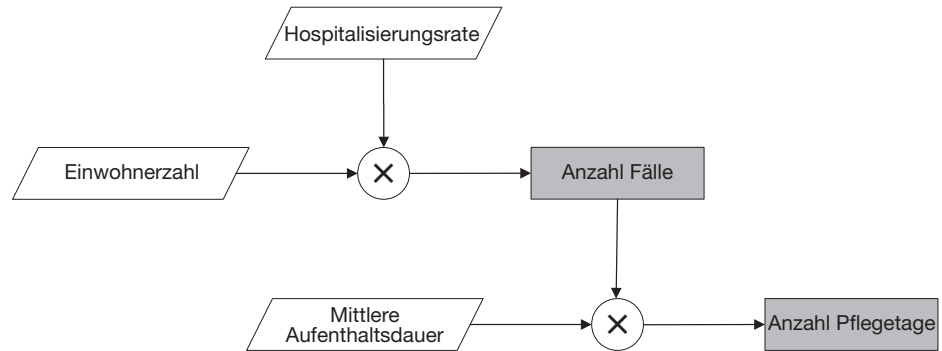 Hospitalisierungsrate
Einwohnerzahl
Anzahl Fälle
Mittlere
Aufenthaltsdauer
Anzahl Pflegetage